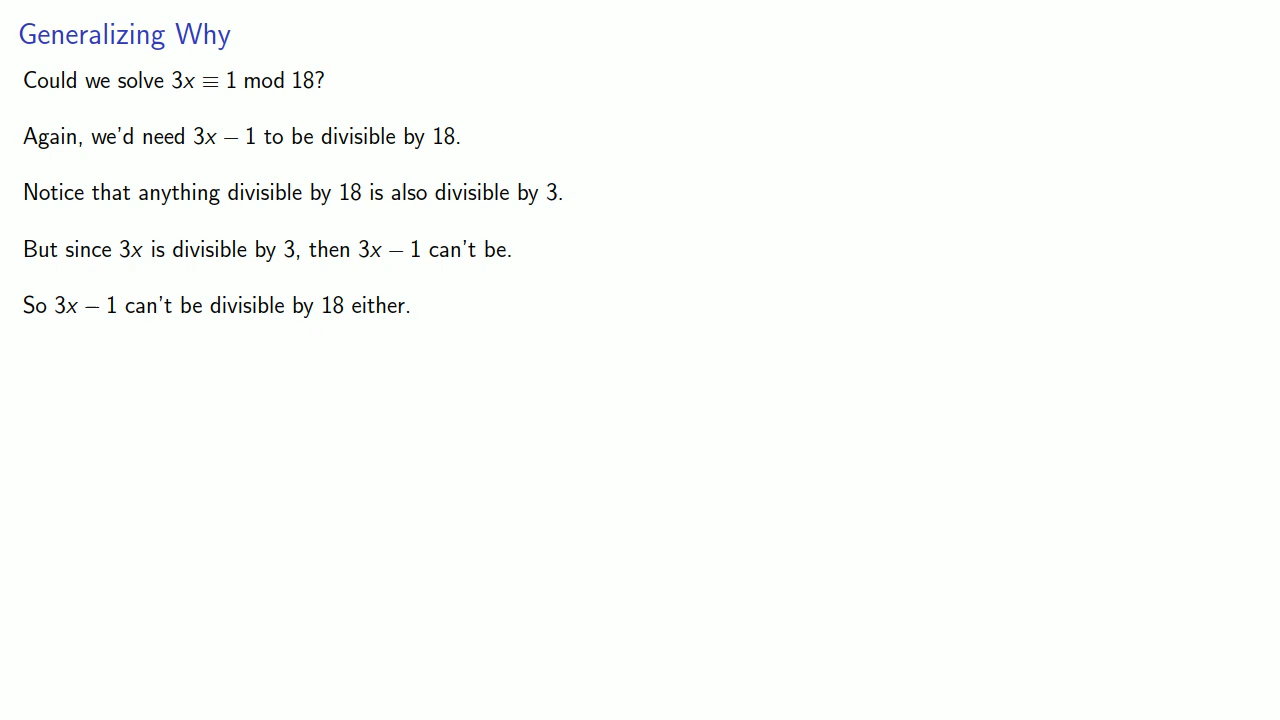 Generalizing Why
Could we solve 3x ≡ 1 mod 18?
Again, we'd need 3x − 1 to be divisible by 18.
Notice that anything divisible by 18 is also divisible by 3.
But since 3x is divisible by 3, then 3x − 1 can't be.
So 3x − 1 can't be divisible by 18 either.